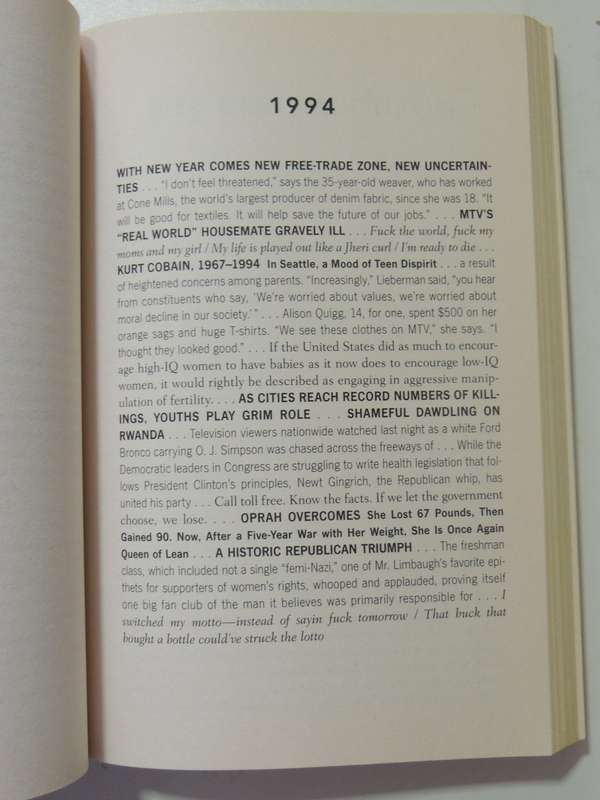 1994
WITH NEW YEAR COMES NEW FREE-TRADE ZONE, NEW UNCERTAIN-
TIES . . . "I don't feel threatened," says the 35-year-old weaver, who has worked
at Cone Mills, the world's largest producer of denim fabric, since she was 18. "It
will be good for textiles. It will help save the future of our jobs." . . . MTV'S
"REAL WORLD" HOUSEMATE GRAVELY ILL . . . Fuck the world, fuck my
moms and my girl / My life is played out like a Jheri curl / I'm ready to die . . .
KURT COBAIN, 1967–1994 In Seattle, a Mood of Teen Dispirit . . . a result
of heightened concerns among parents. "Increasingly," Lieberman said, "you hear
from constituents who say, 'We're worried about values, we're worried about
moral decline in our society.'" . . . Alison Quigg, 14, for one, spent $500 on her
orange sags and huge T-shirts. "We see these clothes on MTV," she says. "I
thought they looked good." . . . If the United States did as much to encour-
age high-IQ women to have babies as it now does to encourage low-IQ
women, it would rightly be described as engaging in aggressive manip-
ulation of fertility. . . . AS CITIES REACH RECORD NUMBERS OF KILL-
INGS, YOUTHS PLAY GRIM ROLE . . . SHAMEFUL DAWDLING ON
RWANDA . . . Television viewers nationwide watched last night as a white Ford
Bronco carrying O. J. Simpson was chased across the freeways of . . . While the
Democratic leaders in Congress are struggling to write health legislation that fol-
lows President Clinton's principles, Newt Gingrich, the Republican whip, has
united his party . . . Call toll free. Know the facts. If we let the government
choose, we lose. . . . OPRAH OVERCOMES She Lost 67 Pounds, Then
Gained 90. Now, After a Five-Year War with Her Weight, She Is Once Again
Queen of Lean . . . A HISTORIC REPUBLICAN TRIUMPH . . . The freshman
class, which included not a single "femi-Nazi," one of Mr. Limbaugh's favorite epi-
thets for supporters of women's rights, whooped and applauded, proving itself
one big fan club of the man it believes was primarily responsible for . . . I
switched my motto—instead of sayin fuck tomorrow / That buck that
bought a bottle could've struck the lotto